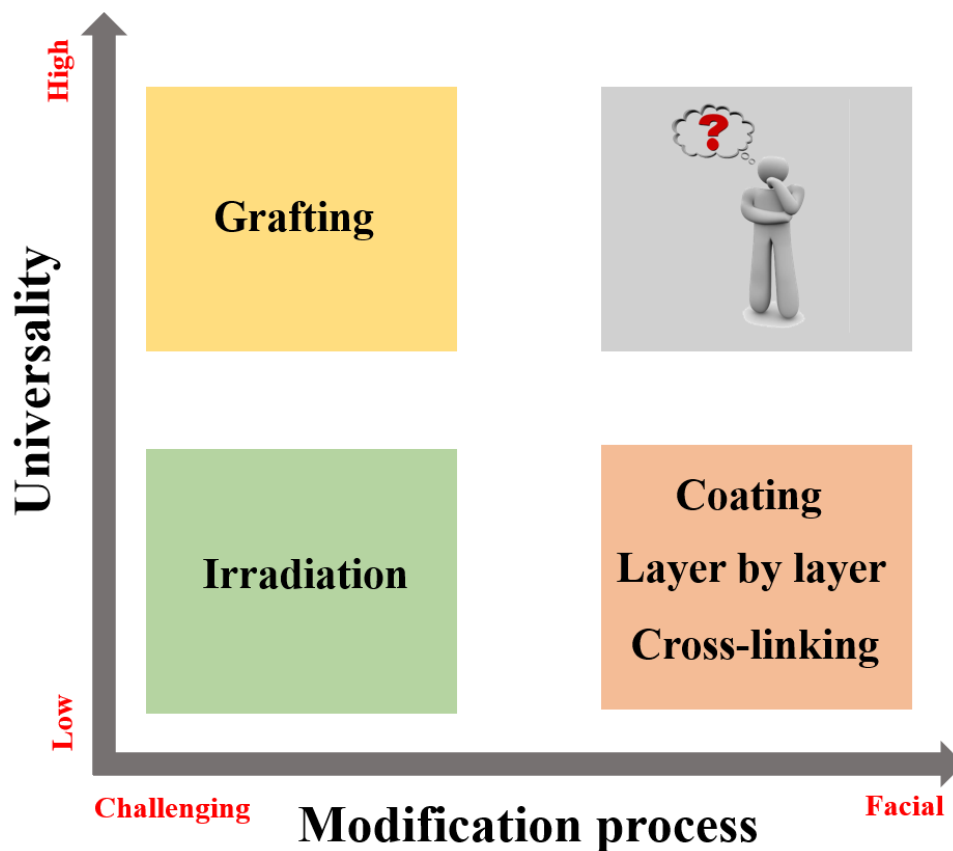 High
Grafting
?
Universality
Coating
Irradiation
Layer by layer
Cross-linking
Low
Challenging
Facial
Modification process